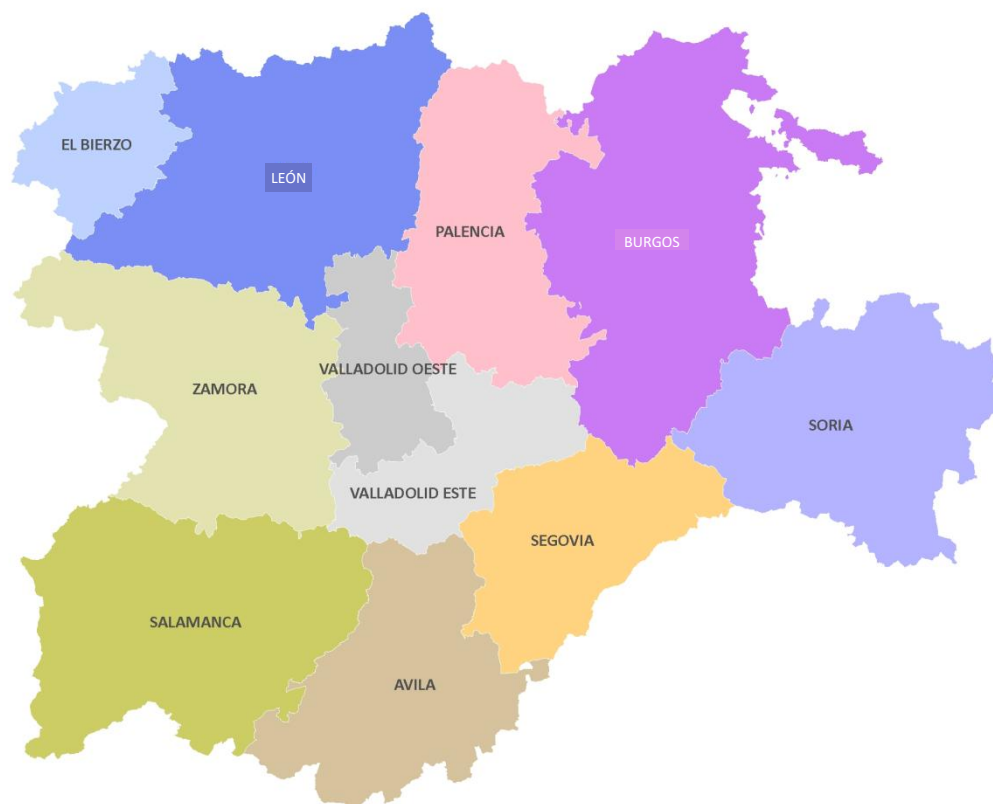 EL BIERZO
LEÓN
PALENCIA
BURGOS
VALLADOLID OESTE
ZAMORA
SORIA
VALLADOLID ESTE
SEGOVIA
SALAMANCA
AVILA